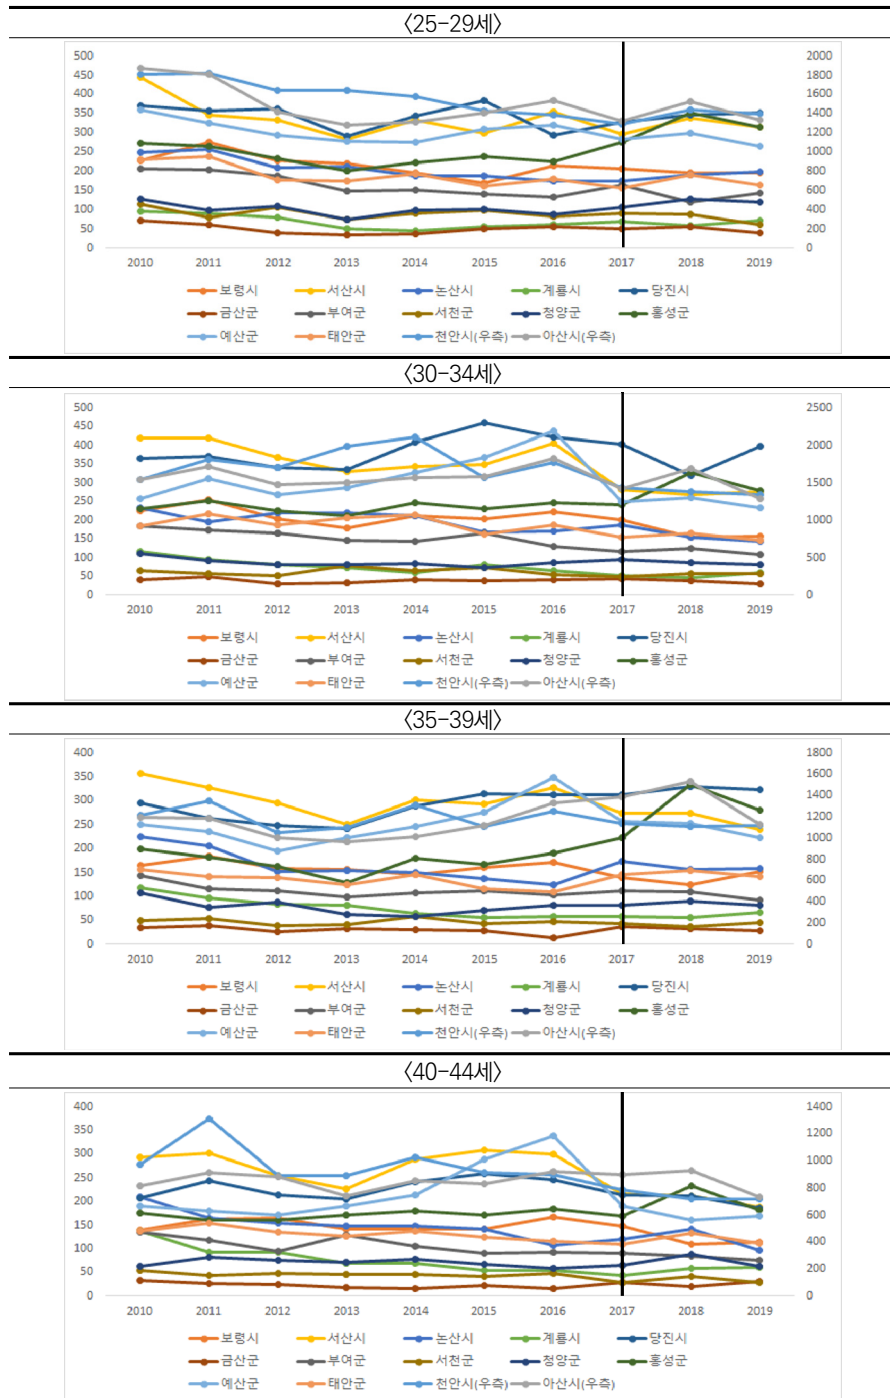 〈25-29세〉
500 2000
450 1800
400 1600
350 1400
300 1200
250 1000
200 800
150 600
100 400
50 200
0 0
2010 2011 2012 2013 2014 2015 2016 2017 2018 2019
보령시 서산시 논산시 계룡시 당진시
금산군 부여군 서천군 청양군 홍성군
예산군 태안군 천안시(우측) 아산시(우측)
〈30-34세〉
500 2500
450
400 2000
350
300 1500
250
200 1000
150
100 500
50
0 0
2010 2011 2012 2013 2014 2015 2016 2017 2018 2019
보령시 서산시 논산시 계룡시 당진시
금산군 부여군 서천군 청양군 홍성군
예산군 태안군 천안시(우측) 아산시(우측)
〈35-39세〉
400 1800
350 1600
300 1400
250 1200
200 1000
150 800
100 600
50 400
0 200
0
2010 2011 2012 2013 2014 2015 2016 2017 2018 2019
보령시 서산시 논산시 계룡시 당진시
금산군 부여군 서천군 청양군 홍성군
예산군 태안군 천안시(우측) 아산시(우측)
〈40-44세〉
400 1400
350 1200
300 1000
250 800
200 600
150 400
100 200
50 0
0
2010 2011 2012 2013 2014 2015 2016 2017 2018 2019
보령시 서산시 논산시 계룡시 당진시
금산군 부여군 서천군 청양군 홍성군
예산군 태안군 천안시(우측) 아산시(우측)